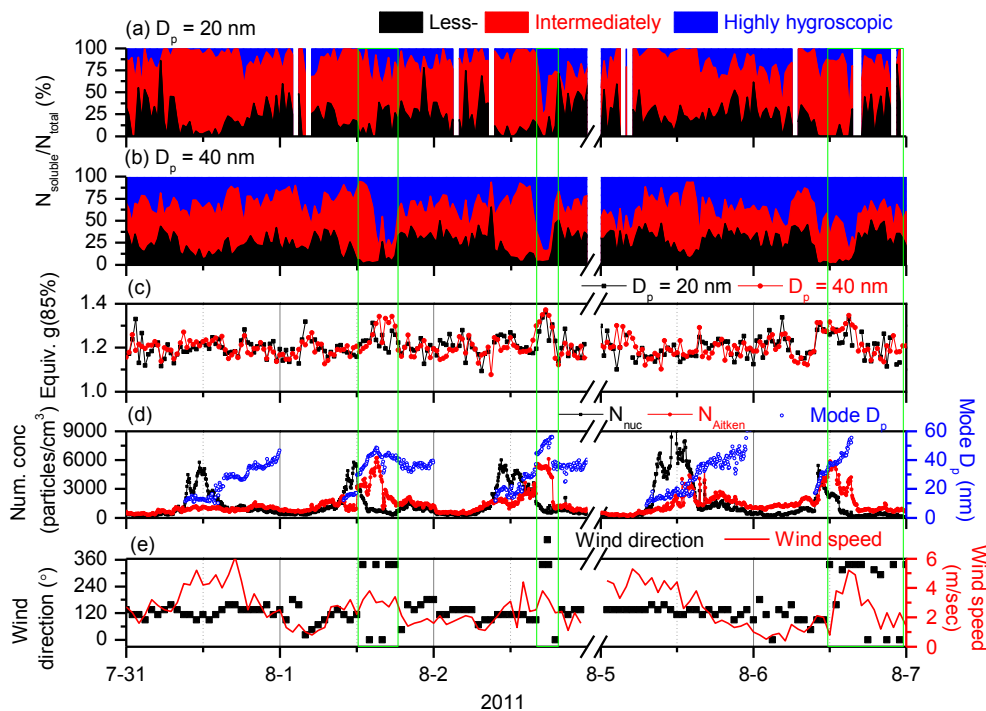 Less- Intermediately Highly hygroscopic
(a) Dp = 20 nm
100
75
50
25
0
Nsoluble/Ntotal (%)
(b) Dp = 40 nm
100
75
50
25
0
(c)
Dp = 20 nm Dp = 40 nm
Equiv. g(85%)
1.4
1.2
1.0
(d)
Nnuc NAitken Mode Dp
Num. conc
(particles/cm3)
9000
6000
3000
0
60
40
20
0
Mode Dp
(nm)
(e)
Wind direction Wind speed
Wind
direction (°)
360
240
120
0
6
4
2
0
Wind speed
(m/sec)
7-31 8-1 8-2 8-5 8-6 8-7
2011